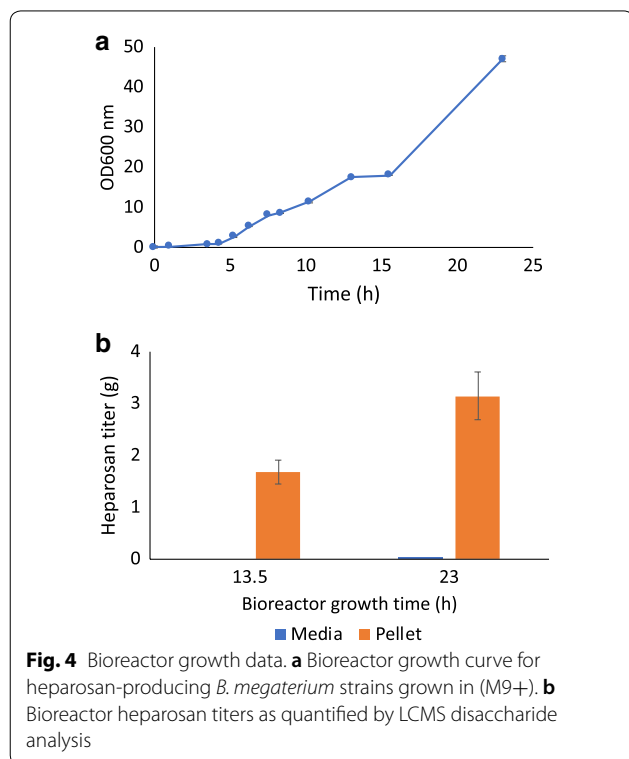 a
50
40
30
20
10
0
OD600 nm
0 5 10 15 20 25
Time (h)
b
4
3
2
1
0
Heparosan titer (g)
13.5 23
Bioreactor growth time (h)
Media Pellet
Fig. 4 Bioreactor growth data. a Bioreactor growth curve for
heparosan-producing B. megaterium strains grown in (M9+). b
Bioreactor heparosan titers as quantified by LCMS disaccharide
analysis